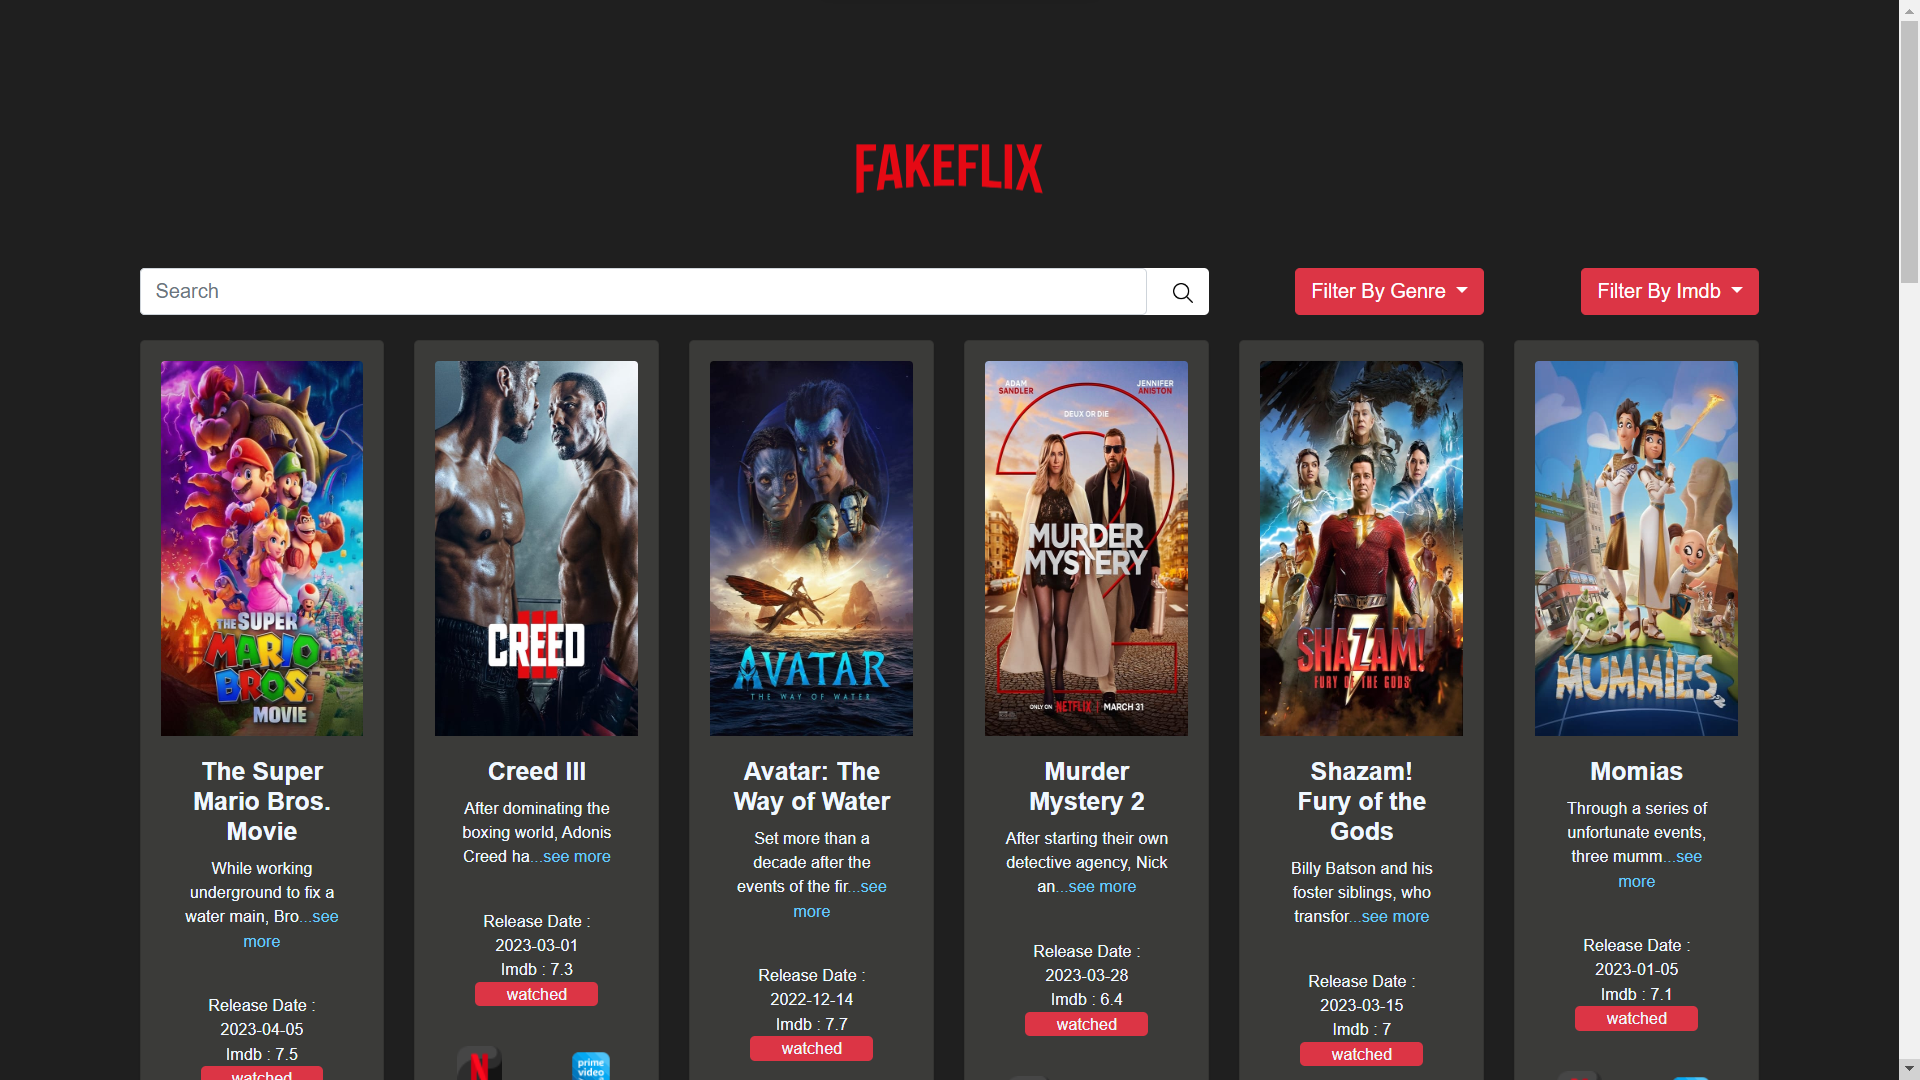 FAKEFLIX
Search
Filter By Genre
Filter By Imdb
THE SUPER
MARIO
BROS.
MOVIE
The Super
Mario Bros.
Movie
While working
underground to fix a
water main, Bro...see
more
Release Date :
2023-04-05
Imdb : 7.5
watched
CREED
III
Creed III
After dominating the
boxing world, Adonis
Creed ha...see more
Release Date :
2023-03-01
Imdb : 7.3
watched
N
prime
video
AVATAR
THE WAY OF WATER
Avatar: The
Way of Water
Set more than a
decade after the
events of the fir...see
more
Release Date :
2022-12-14
Imdb : 7.7
watched
ADAM
SANDLER
JENNIFER
ANISTON
DEUX OR DIE
2
MURDER
MYSTERY
ONLY ON NETFLIX | MARCH 31
Murder
Mystery 2
After starting their own
detective agency, Nick
an...see more
Release Date :
2023-03-28
Imdb : 6.4
watched
SHAZAM!
FURY OF THE GODS
Shazam!
Fury of the
Gods
Billy Batson and his
foster siblings, who
transfor...see more
Release Date :
2023-03-15
Imdb : 7
watched
MUMMIES
Momias
Through a series of
unfortunate events,
three mumm...see
more
Release Date :
2023-01-05
Imdb : 7.1
watched